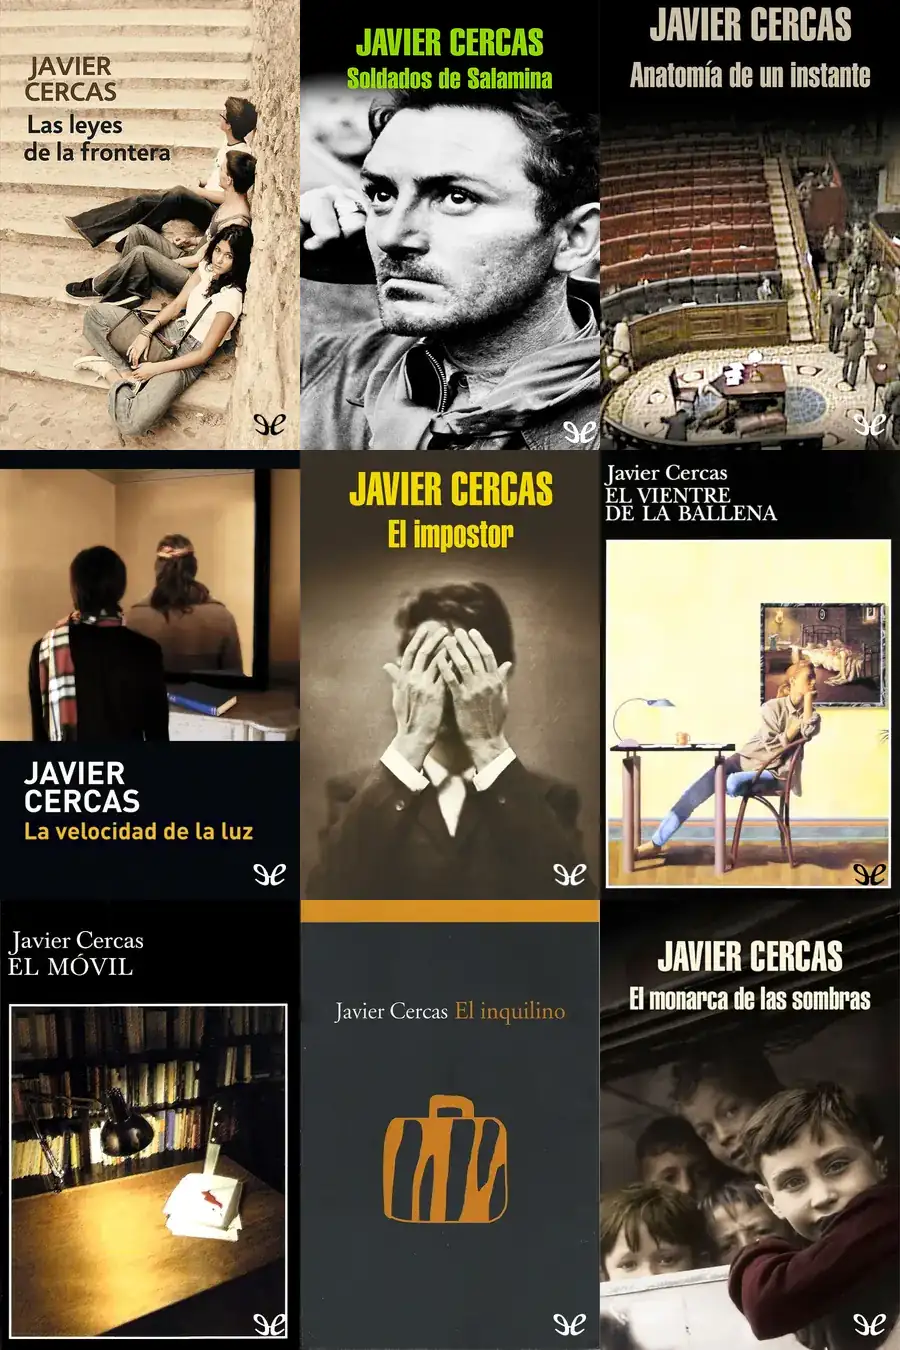 JAVIER
CERCAS
Las leyes
de la frontera
JAVIER CERCAS
Soldados de Salamina
JAVIER CERCAS
Anatomía de un instante
JAVIER
CERCAS
La velocidad de la luz
JAVIER CERCAS
El impostor
Javier Cercas
EL VIENTRE
DE LA BALLENA
Javier Cercas
EL MÓVIL
Javier Cercas El inquilino
JAVIER CERCAS
El monarca de las sombras